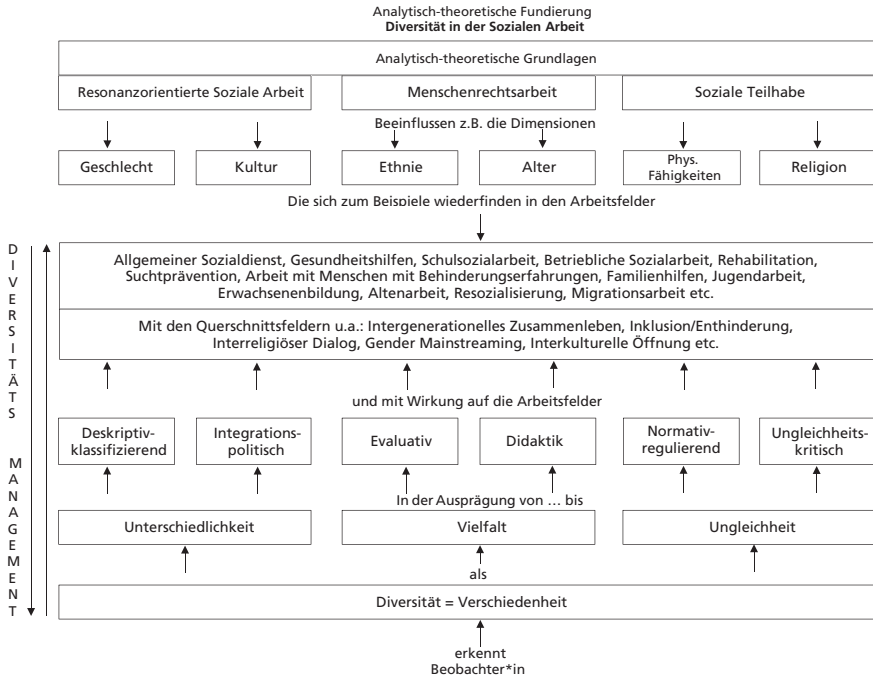 Analytisch-theoretische Fundierung
Diversität in der Sozialen Arbeit
Analytisch-theoretische Grundlagen
Resonanzorientierte Soziale Arbeit
Menschenrechtsarbeit
Soziale Teilhabe
Beeinflussen z.B. die Dimensionen
Geschlecht
Kultur
Ethnie
Alter
Phys.
Fähigkeiten
Religion
Die sich zum Beispiele wiederfinden in den Arbeitsfelder
Allgemeiner Sozialdienst, Gesundheitshilfen, Schulsozialarbeit, Betriebliche Sozialarbeit, Rehabilitation,
Suchtprävention, Arbeit mit Menschen mit Behinderungserfahrungen, Familienhilfen, Jugendarbeit,
Erwachsenenbildung, Altenarbeit, Resozialisierung, Migrationsarbeit etc.
Mit den Querschnittsfeldern u.a.: Intergenerationelles Zusammenleben, Inklusion/Enthinderung,
Interreligiöser Dialog, Gender Mainstreaming, Interkulturelle Öffnung etc.
und mit Wirkung auf die Arbeitsfelder
Deskriptiv-
klassifizierend
Integrations-
politisch
Evaluativ
Didaktik
Normativ-
regulierend
Ungleichheits-
kritisch
In der Ausprägung von ... bis
Unterschiedlichkeit
Vielfalt
Ungleichheit
als
Diversität = Verschiedenheit
erkennt
Beobachter*in
DIVERSITÄTS MANAGEMENT